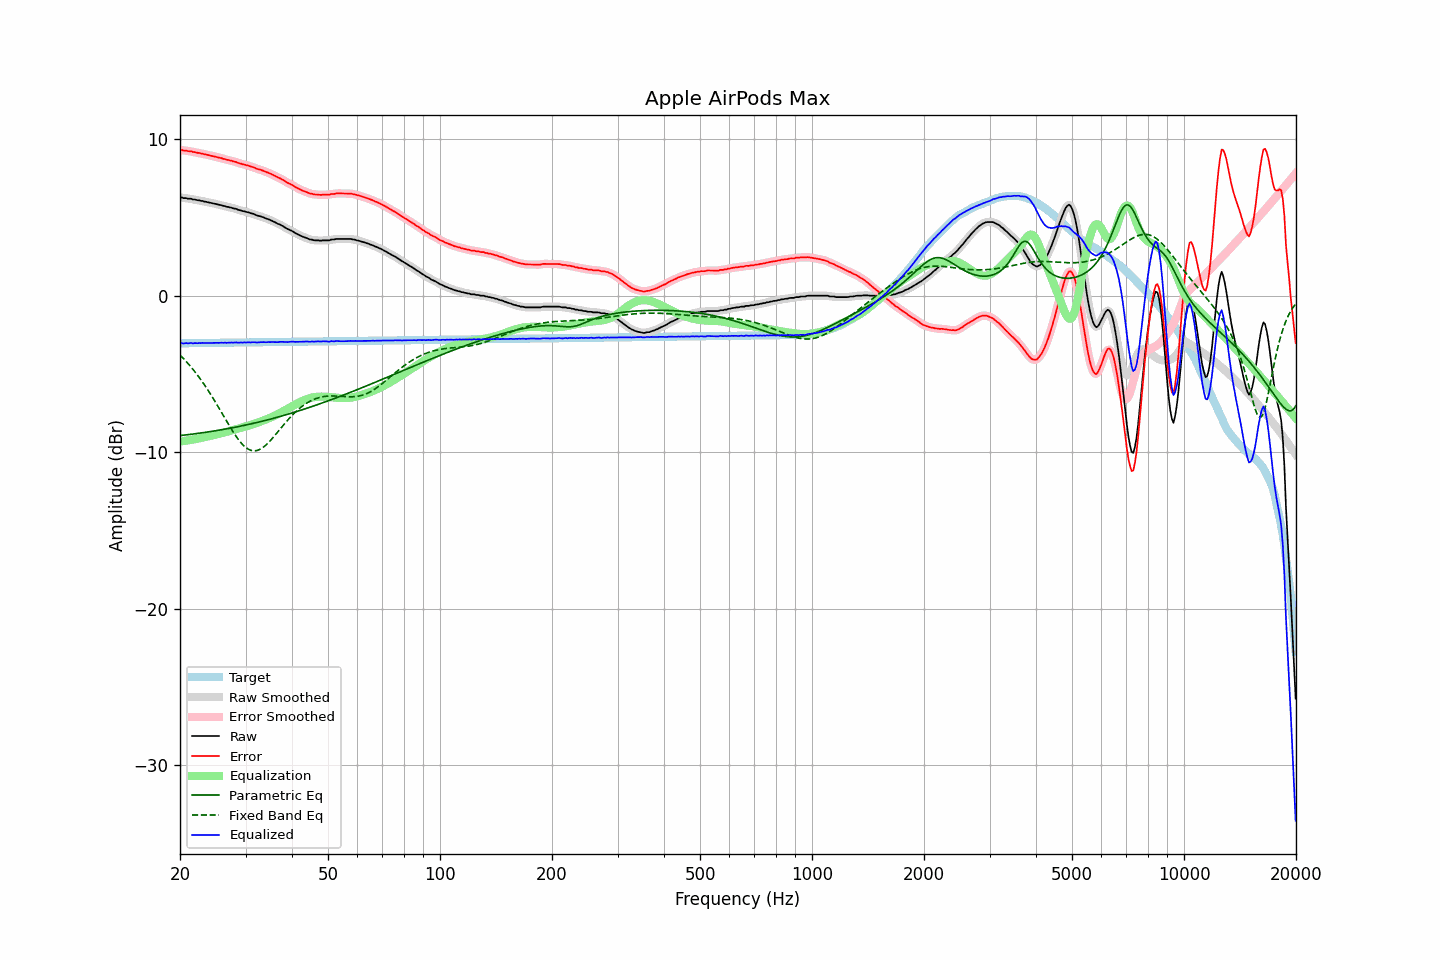 Apple AirPods Max
10
0
−10
−20
−30
Amplitude (dBr)
Target
Raw Smoothed
Error Smoothed
Raw
Error
Equalization
Parametric Eq
Fixed Band Eq
Equalized
20 50 100 200 500 1000 2000 5000 10000 20000
Frequency (Hz)